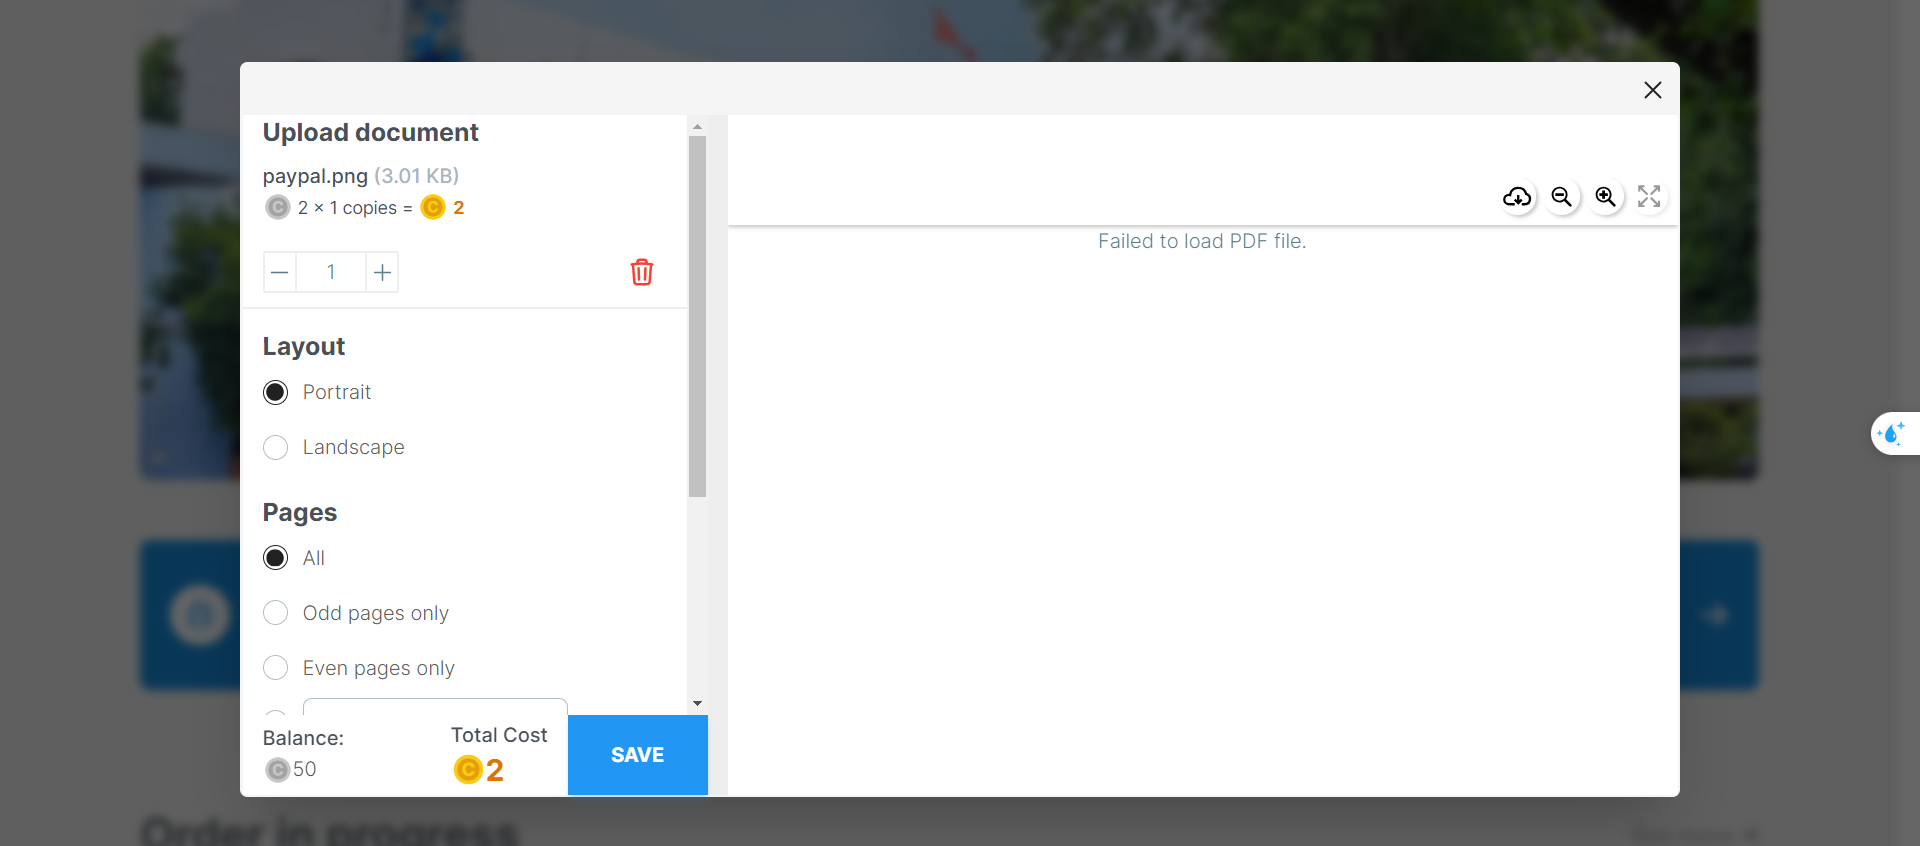 Upload document
paypal.png (3.01 KB)
C 2 × 1 copies = C 2
1
Layout
Portrait
Landscape
Pages
All
Odd pages only
Even pages only
Balance:
C 50
Total Cost
C 2
SAVE
Failed to load PDF file.
Order in progress